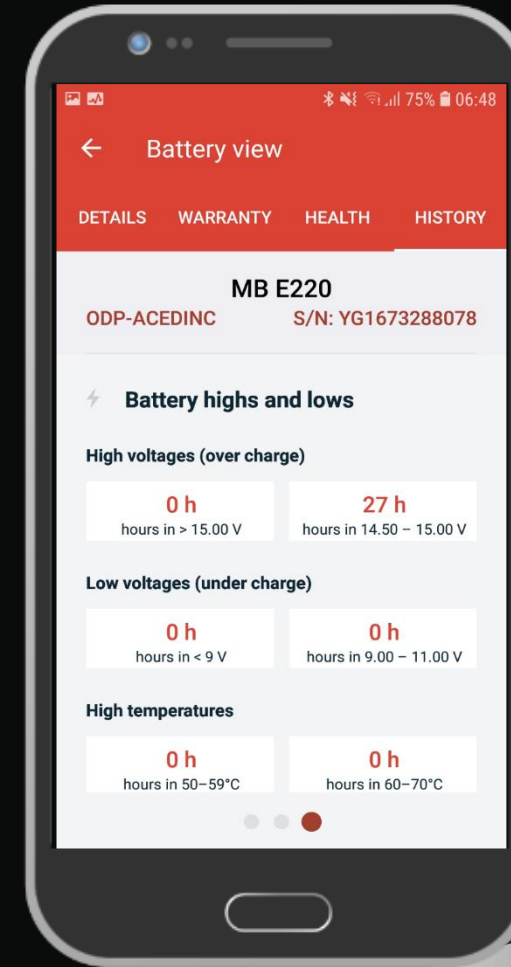 75% 06:48
Battery view
DETAILS WARRANTY HEALTH HISTORY
MB E220
ODP-ACEDINC S/N: YG1673288078
Battery highs and lows
High voltages (over charge)
0 h 27 h
hours in > 15.00 V hours in 14.50 – 15.00 V
Low voltages (under charge)
0 h 0 h
hours in < 9 V hours in 9.00 – 11.00 V
High temperatures
0 h 0 h
hours in 50–59°C hours in 60–70°C